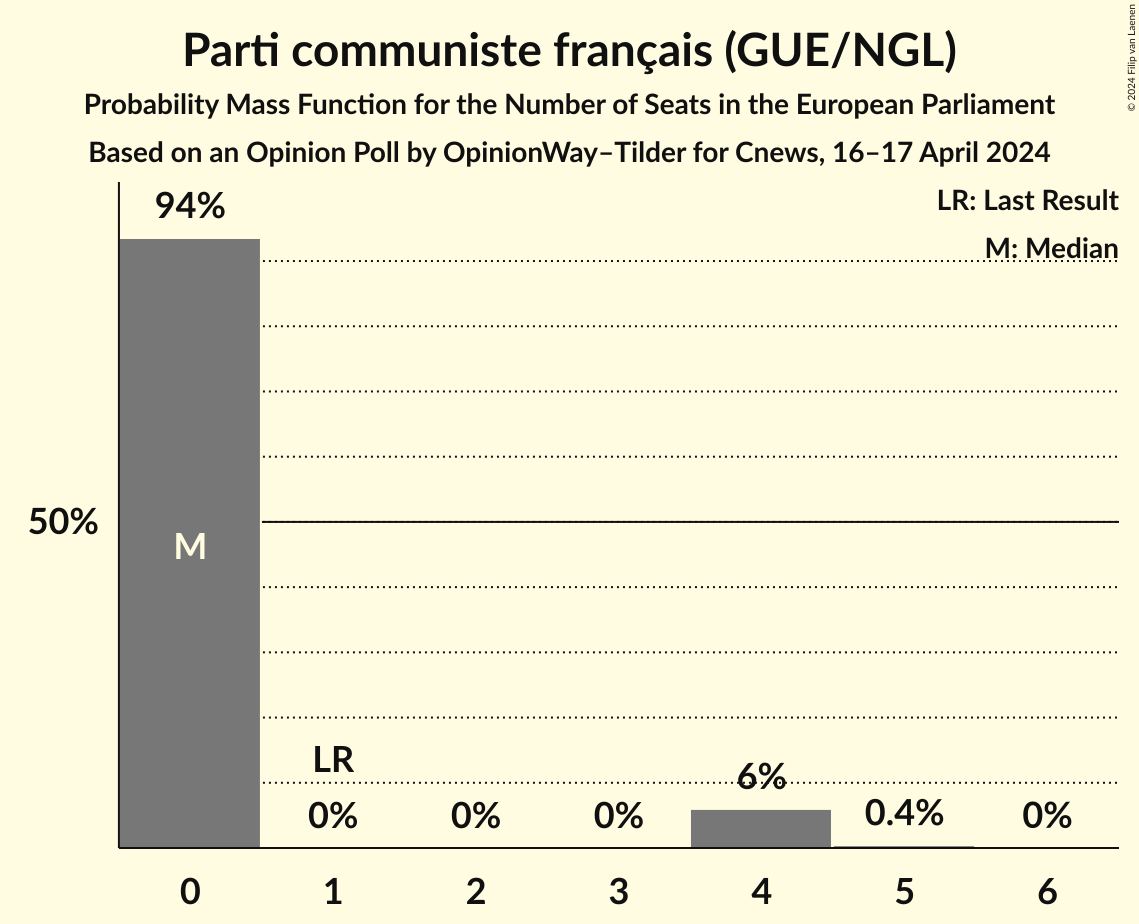 Parti communiste français (GUE/NGL)
Probability Mass Function for the Number of Seats in the European Parliament
Based on an Opinion Poll by OpinionWay–Tilder for Cnews, 16–17 April 2024
© 2024 Filip van Laenen
LR: Last Result
M: Median
94%
50%
M
LR
0%
0%
0%
6%
0.4%
0%
0 1 2 3 4 5 6